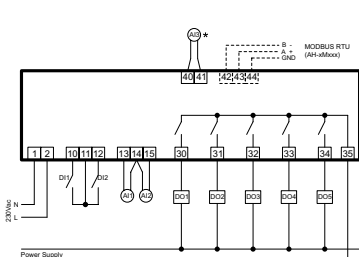 AI3 *
B -
A +
GND
MODBUS RTU
(AH-xMxxx)
40 41 42 43 44
1 2 10 11 12 13 14 15 30 31 32 33 34 35
DI1 DI2
AI1 AI2
DO1 DO2 DO3 DO4 DO5
230Vac
N
L
Power Supply